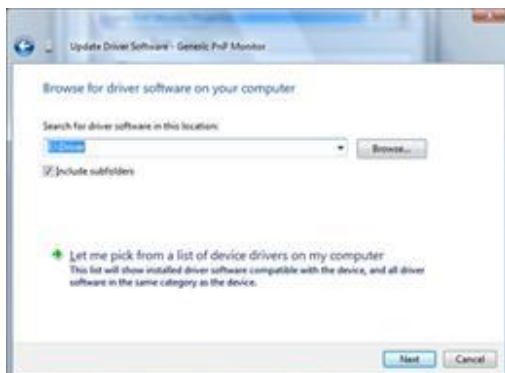 Update Driver Software - Generic PnP Monitor
Browse for driver software on your computer
Search for driver software in this location:
Browse...
Include subfolders
Let me pick from a list of device drivers on my computer
This list will show installed driver software compatible with the device, and all driver
software in the same category as the device.
Next
Cancel